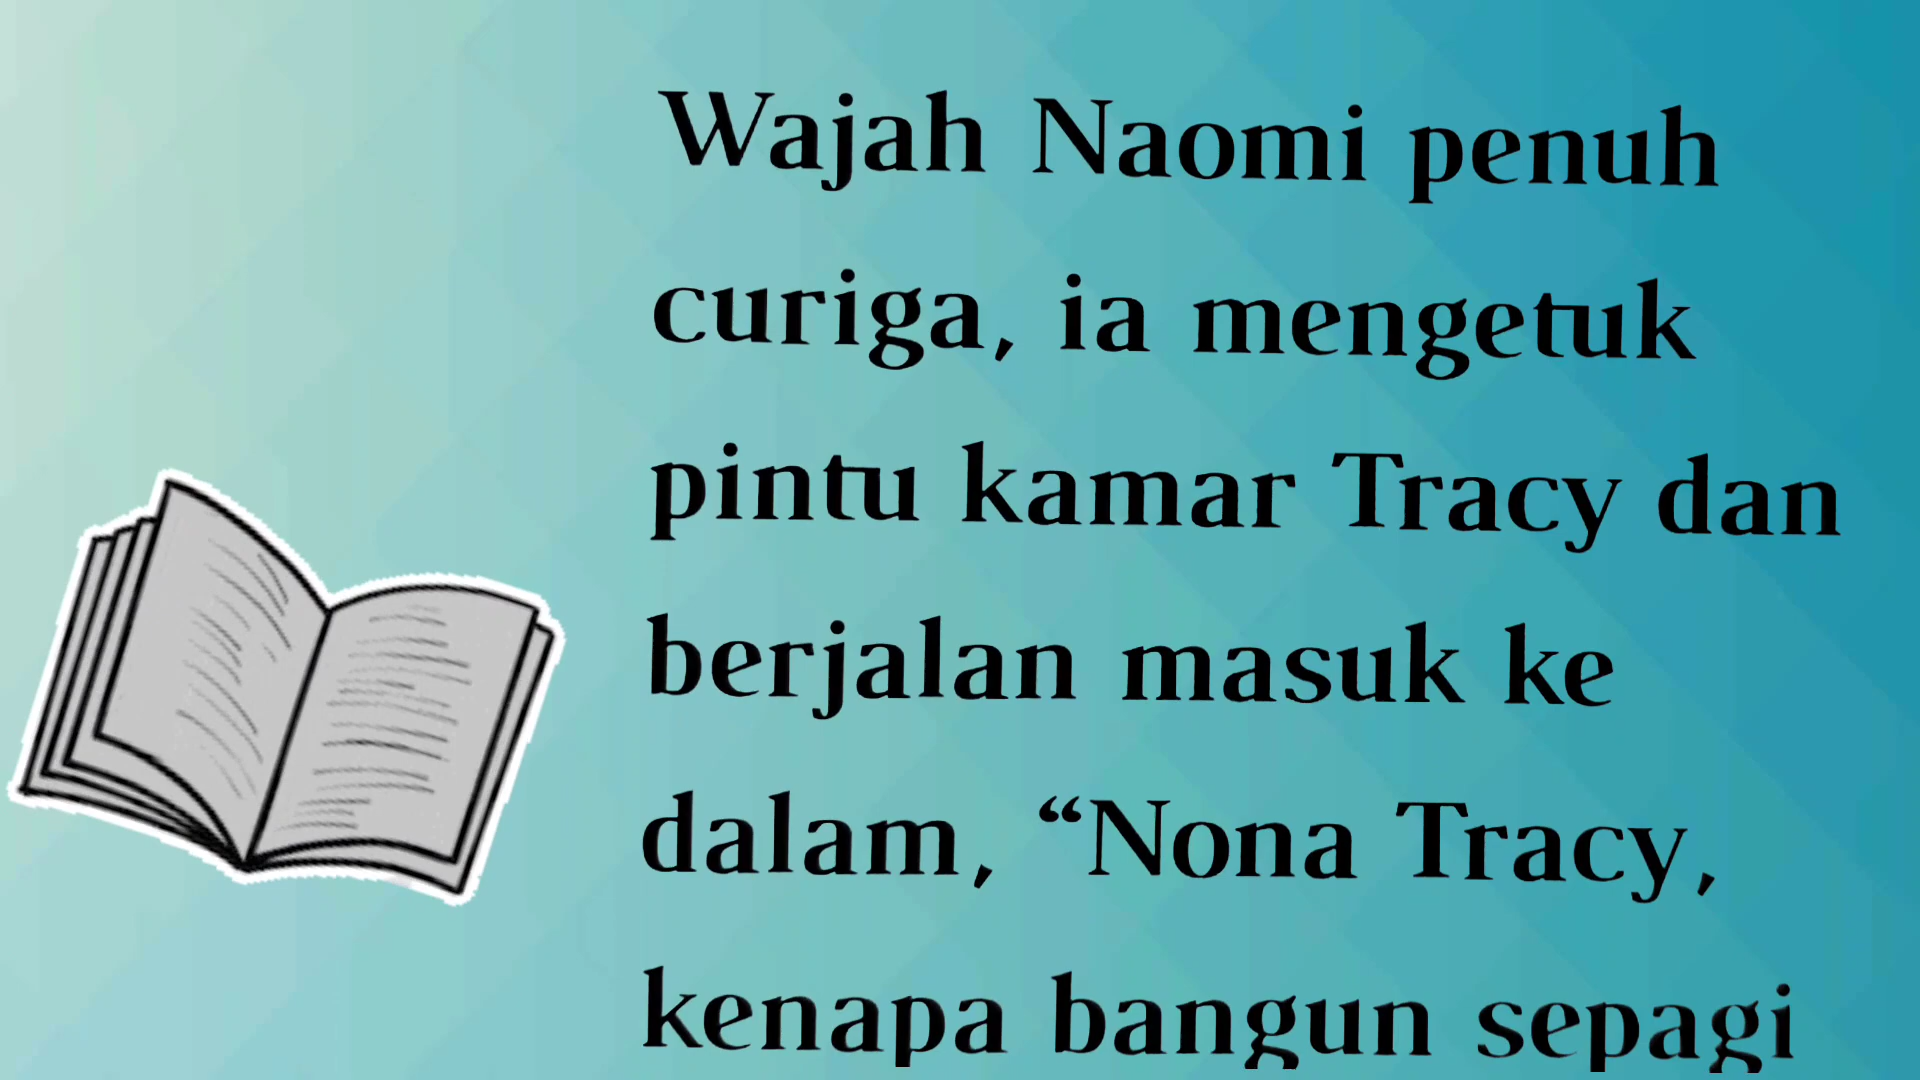 Wajah Naomi penuh
curiga, ia mengetuk
pintu kamar Tracy dan
berjalan masuk ke
dalam, “Nona Tracy,
kenapa bangun sepagi